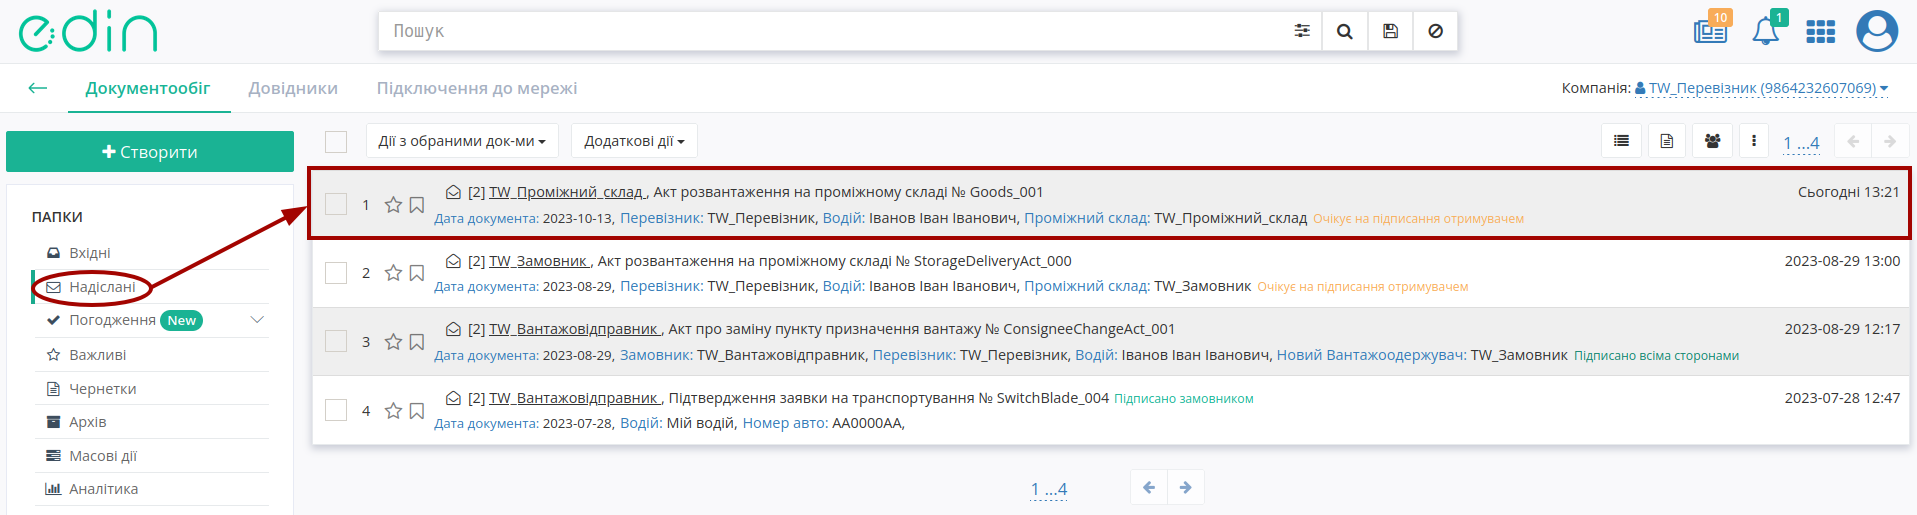 edin
Пошук
10
1
Документообіг
Довідники
Підключення до мережі
Компанія: TW_Перевізник (9864232607069)
Створити
Дії з обраними док-ми
Додаткові дії
1 ...4
ПАПКИ
Вхідні
Надіслані
Погодження New
Важливі
Чернетки
Архів
Масові дії
Аналітика
1 [2] TW_Проміжний_склад , Акт розвантаження на проміжному складі № Goods_001 Сьогодні 13:21
Дата документа: 2023-10-13, Перевізник: TW_Перевізник, Водій: Іванов Іван Іванович, Проміжний склад: TW_Проміжний_склад Очікує на підписання отримувачем
2 [2] TW_Замовник , Акт розвантаження на проміжному складі № StorageDeliveryAct_000 2023-08-29 13:00
Дата документа: 2023-08-29, Перевізник: TW_Перевізник, Водій: Іванов Іван Іванович, Проміжний склад: TW_Замовник Очікує на підписання отримувачем
3 [2] TW_Вантажовідправник , Акт про заміну пункту призначення вантажу № ConsigneeChangeAct_001 2023-08-29 12:17
Дата документа: 2023-08-29, Замовник: TW_Вантажовідправник, Перевізник: TW_Перевізник, Водій: Іванов Іван Іванович, Новий Вантажоодержувач: TW_Замовник Підписано всіма сторонами
4 [2] TW_Вантажовідправник , Підтвердження заявки на транспортування № SwitchBlade_004 Підписано замовником 2023-07-28 12:47
Дата документа: 2023-07-28, Водій: Мій водій, Номер авто: АА0000АА,
1 ...4